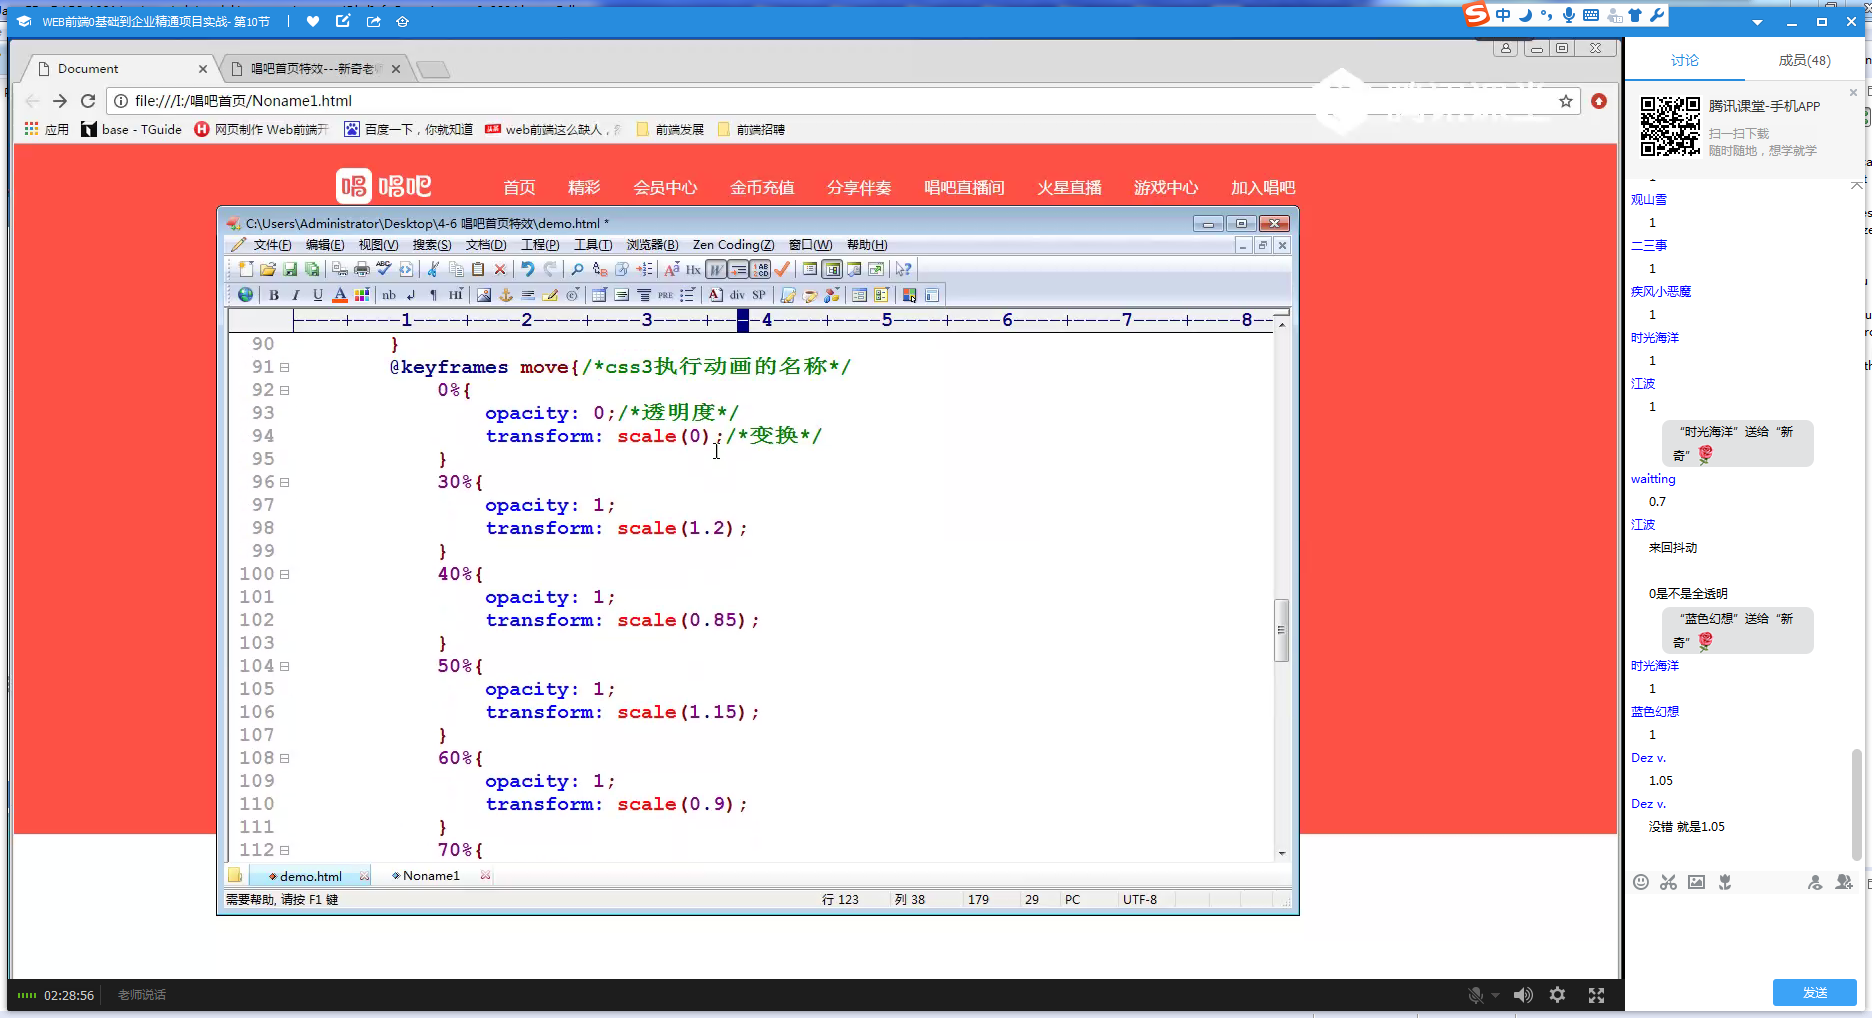 WEB前端0基础到企业精通项目实战- 第10节
中
Document
唱吧首页特效---新奇老师
file:///I:/唱吧首页/Noname1.html
应用
base - TGuide
网页制作 Web前端开
百度一下，你就知道
web前端这么缺人，
前端发展
前端招聘
唱 唱吧
首页
精彩
会员中心
金币充值
分享伴奏
唱吧直播间
火星直播
游戏中心
加入唱吧
C:\Users\Administrator\Desktop\4-6 唱吧首页特效\demo.html *
文件(F) 编辑(E) 视图(V) 搜索(S) 文档(D) 工程(P) 工具(T) 浏览器(B) Zen Coding(Z) 窗口(W) 帮助(H)
B I U A nb ¶ HI PRE A div SP
----+----1----+----2----+----3----+----4----+----5----+----6----+----7----+----8--
90 }
91 @keyframes move{/*css3执行动画的名称*/
92 0%{
93 opacity: 0;/*透明度*/
94 transform: scale(0);/*变换*/
95 }
96 30%{
97 opacity: 1;
98 transform: scale(1.2);
99 }
100 40%{
101 opacity: 1;
102 transform: scale(0.85);
103 }
104 50%{
105 opacity: 1;
106 transform: scale(1.15);
107 }
108 60%{
109 opacity: 1;
110 transform: scale(0.9);
111 }
112 70%{
demo.html
Noname1
需要帮助, 请按 F1 键
行 123
列 38
179
29
PC
UTF-8
02:28:56
老师说话
讨论
成员(48)
腾讯课堂-手机APP
扫一扫下载
随时随地，想学就学
观山雪
1
二三事
1
疾风小恶魔
1
时光海洋
1
江波
1
“时光海洋”送给“新
奇”
waitting
0.7
江波
来回抖动
0是不是全透明
“蓝色幻想”送给“新
奇”
时光海洋
1
蓝色幻想
1
Dez v.
1.05
Dez v.
没错 就是1.05
发送